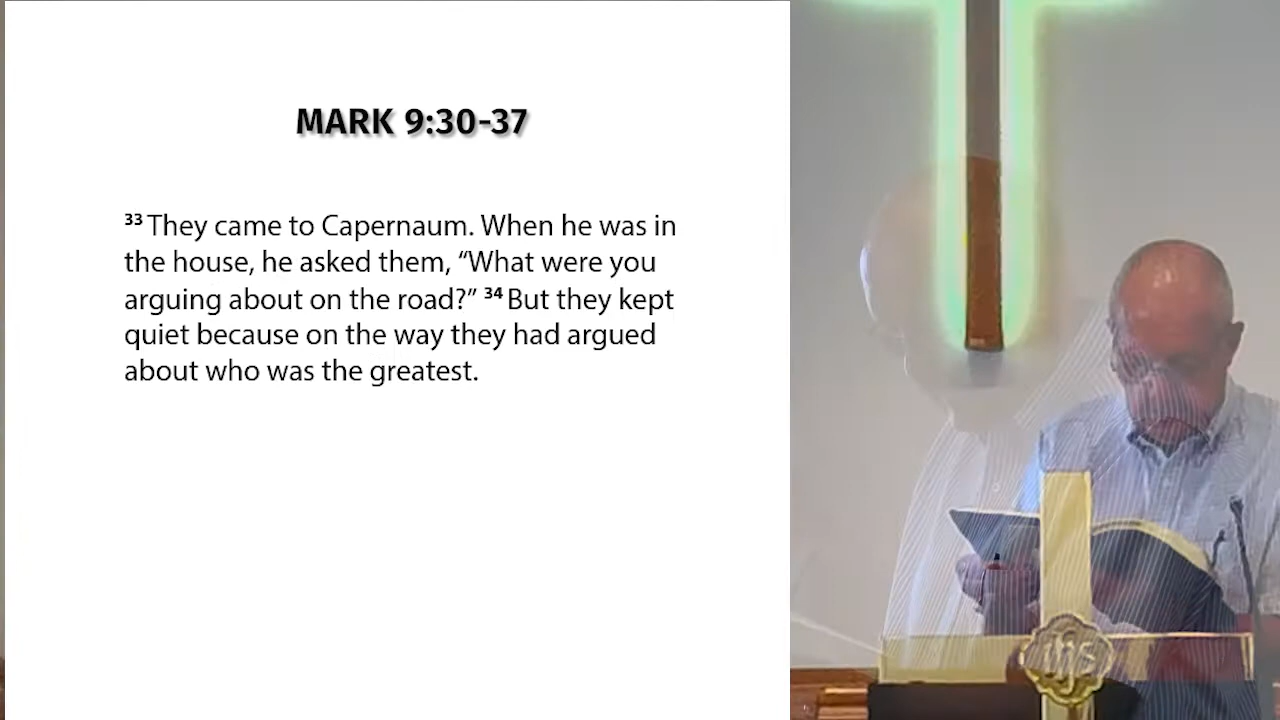 MARK 9:30-37
33 They came to Capernaum. When he was in
the house, he asked them, “What were you
arguing about on the road?” 34 But they kept
quiet because on the way they had argued
about who was the greatest.
ihs